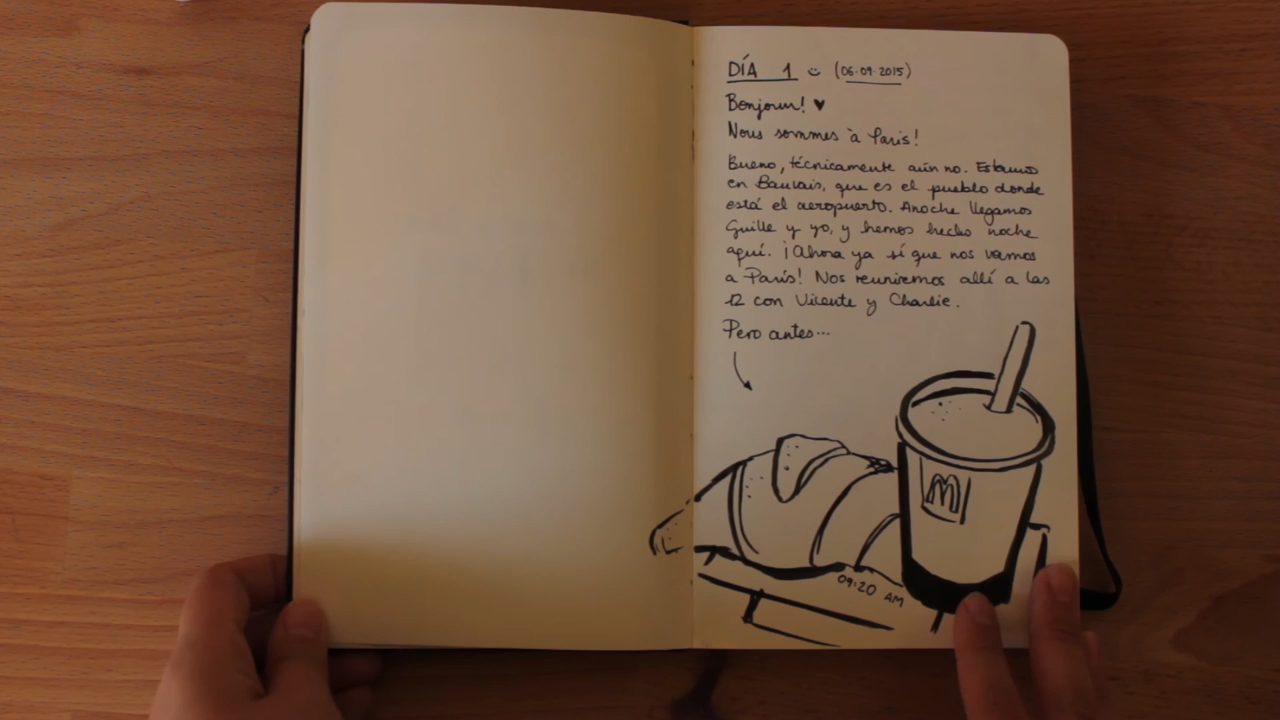 DÍA 1 (06·09·2015)
Bonjour! ♥
Nous sommes à Paris!
Bueno, técnicamente aún no. Estamos
en Bauvais, que es el pueblo donde
está el aeropuerto. Anoche llegamos
Guille y yo, y hemos hecho noche
aquí. ¡Ahora ya sí que nos vamos
a París! Nos reuniremos allí a las
12 con Vicente y Charlie.
Pero antes...
M
09:20 AM